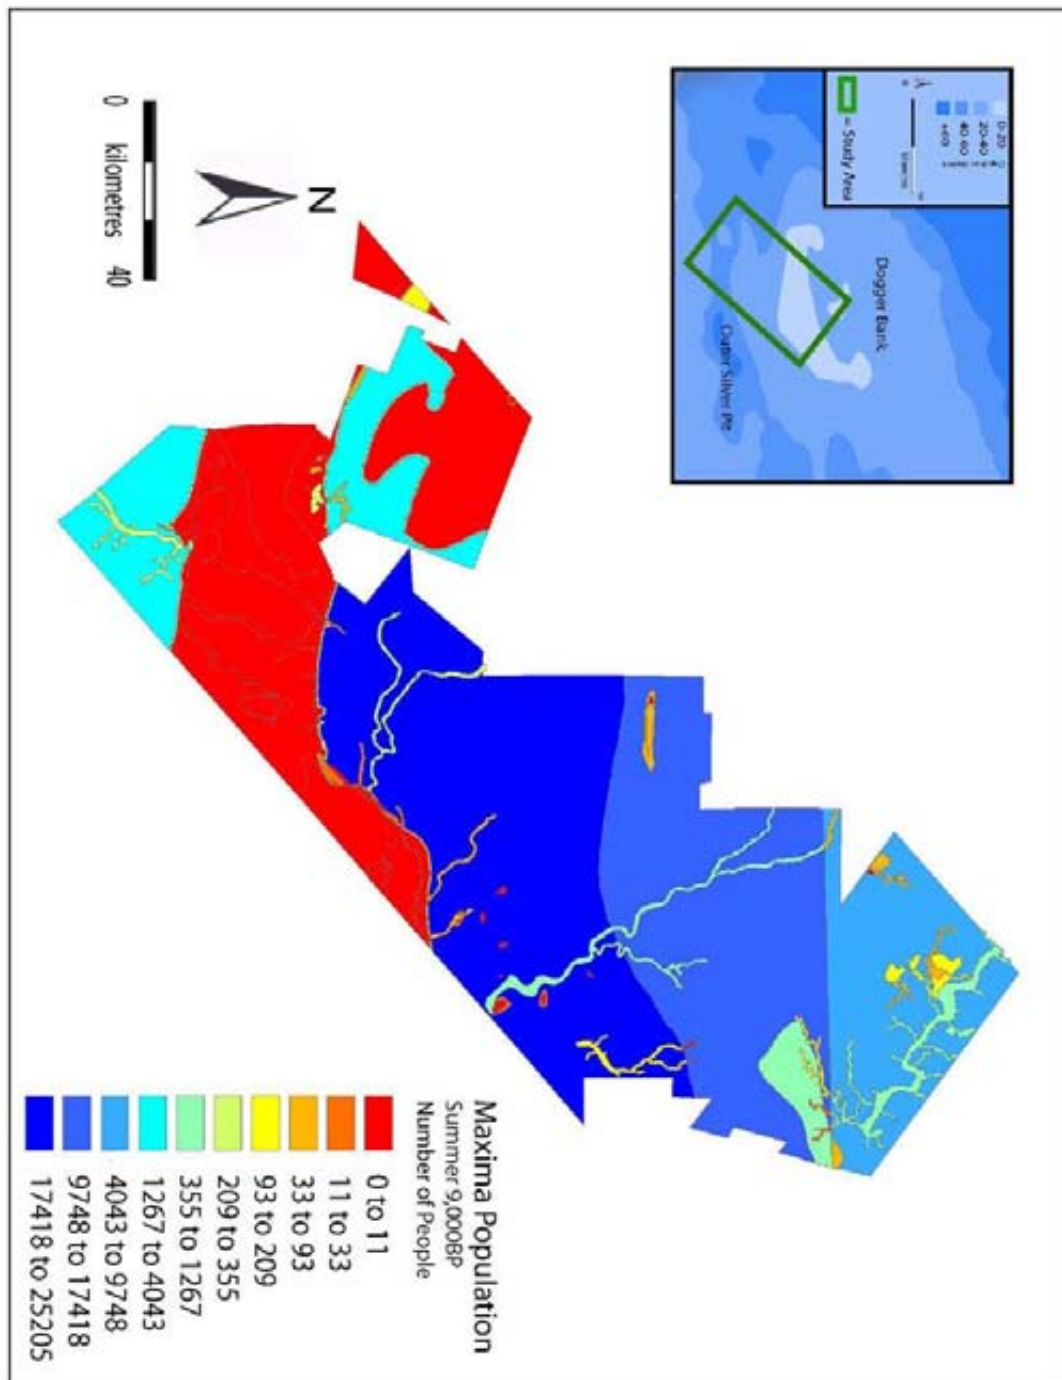 0-20
20-40
40-60
+60
= Study Area
Dogger Bank
Outer Silver Pit
N
0 kilometres 40
Maxima Population
Summer 9,000BP
Number of People
0 to 11
11 to 33
33 to 93
93 to 209
209 to 355
355 to 1267
1267 to 4043
4043 to 9748
9748 to 17418
17418 to 25205